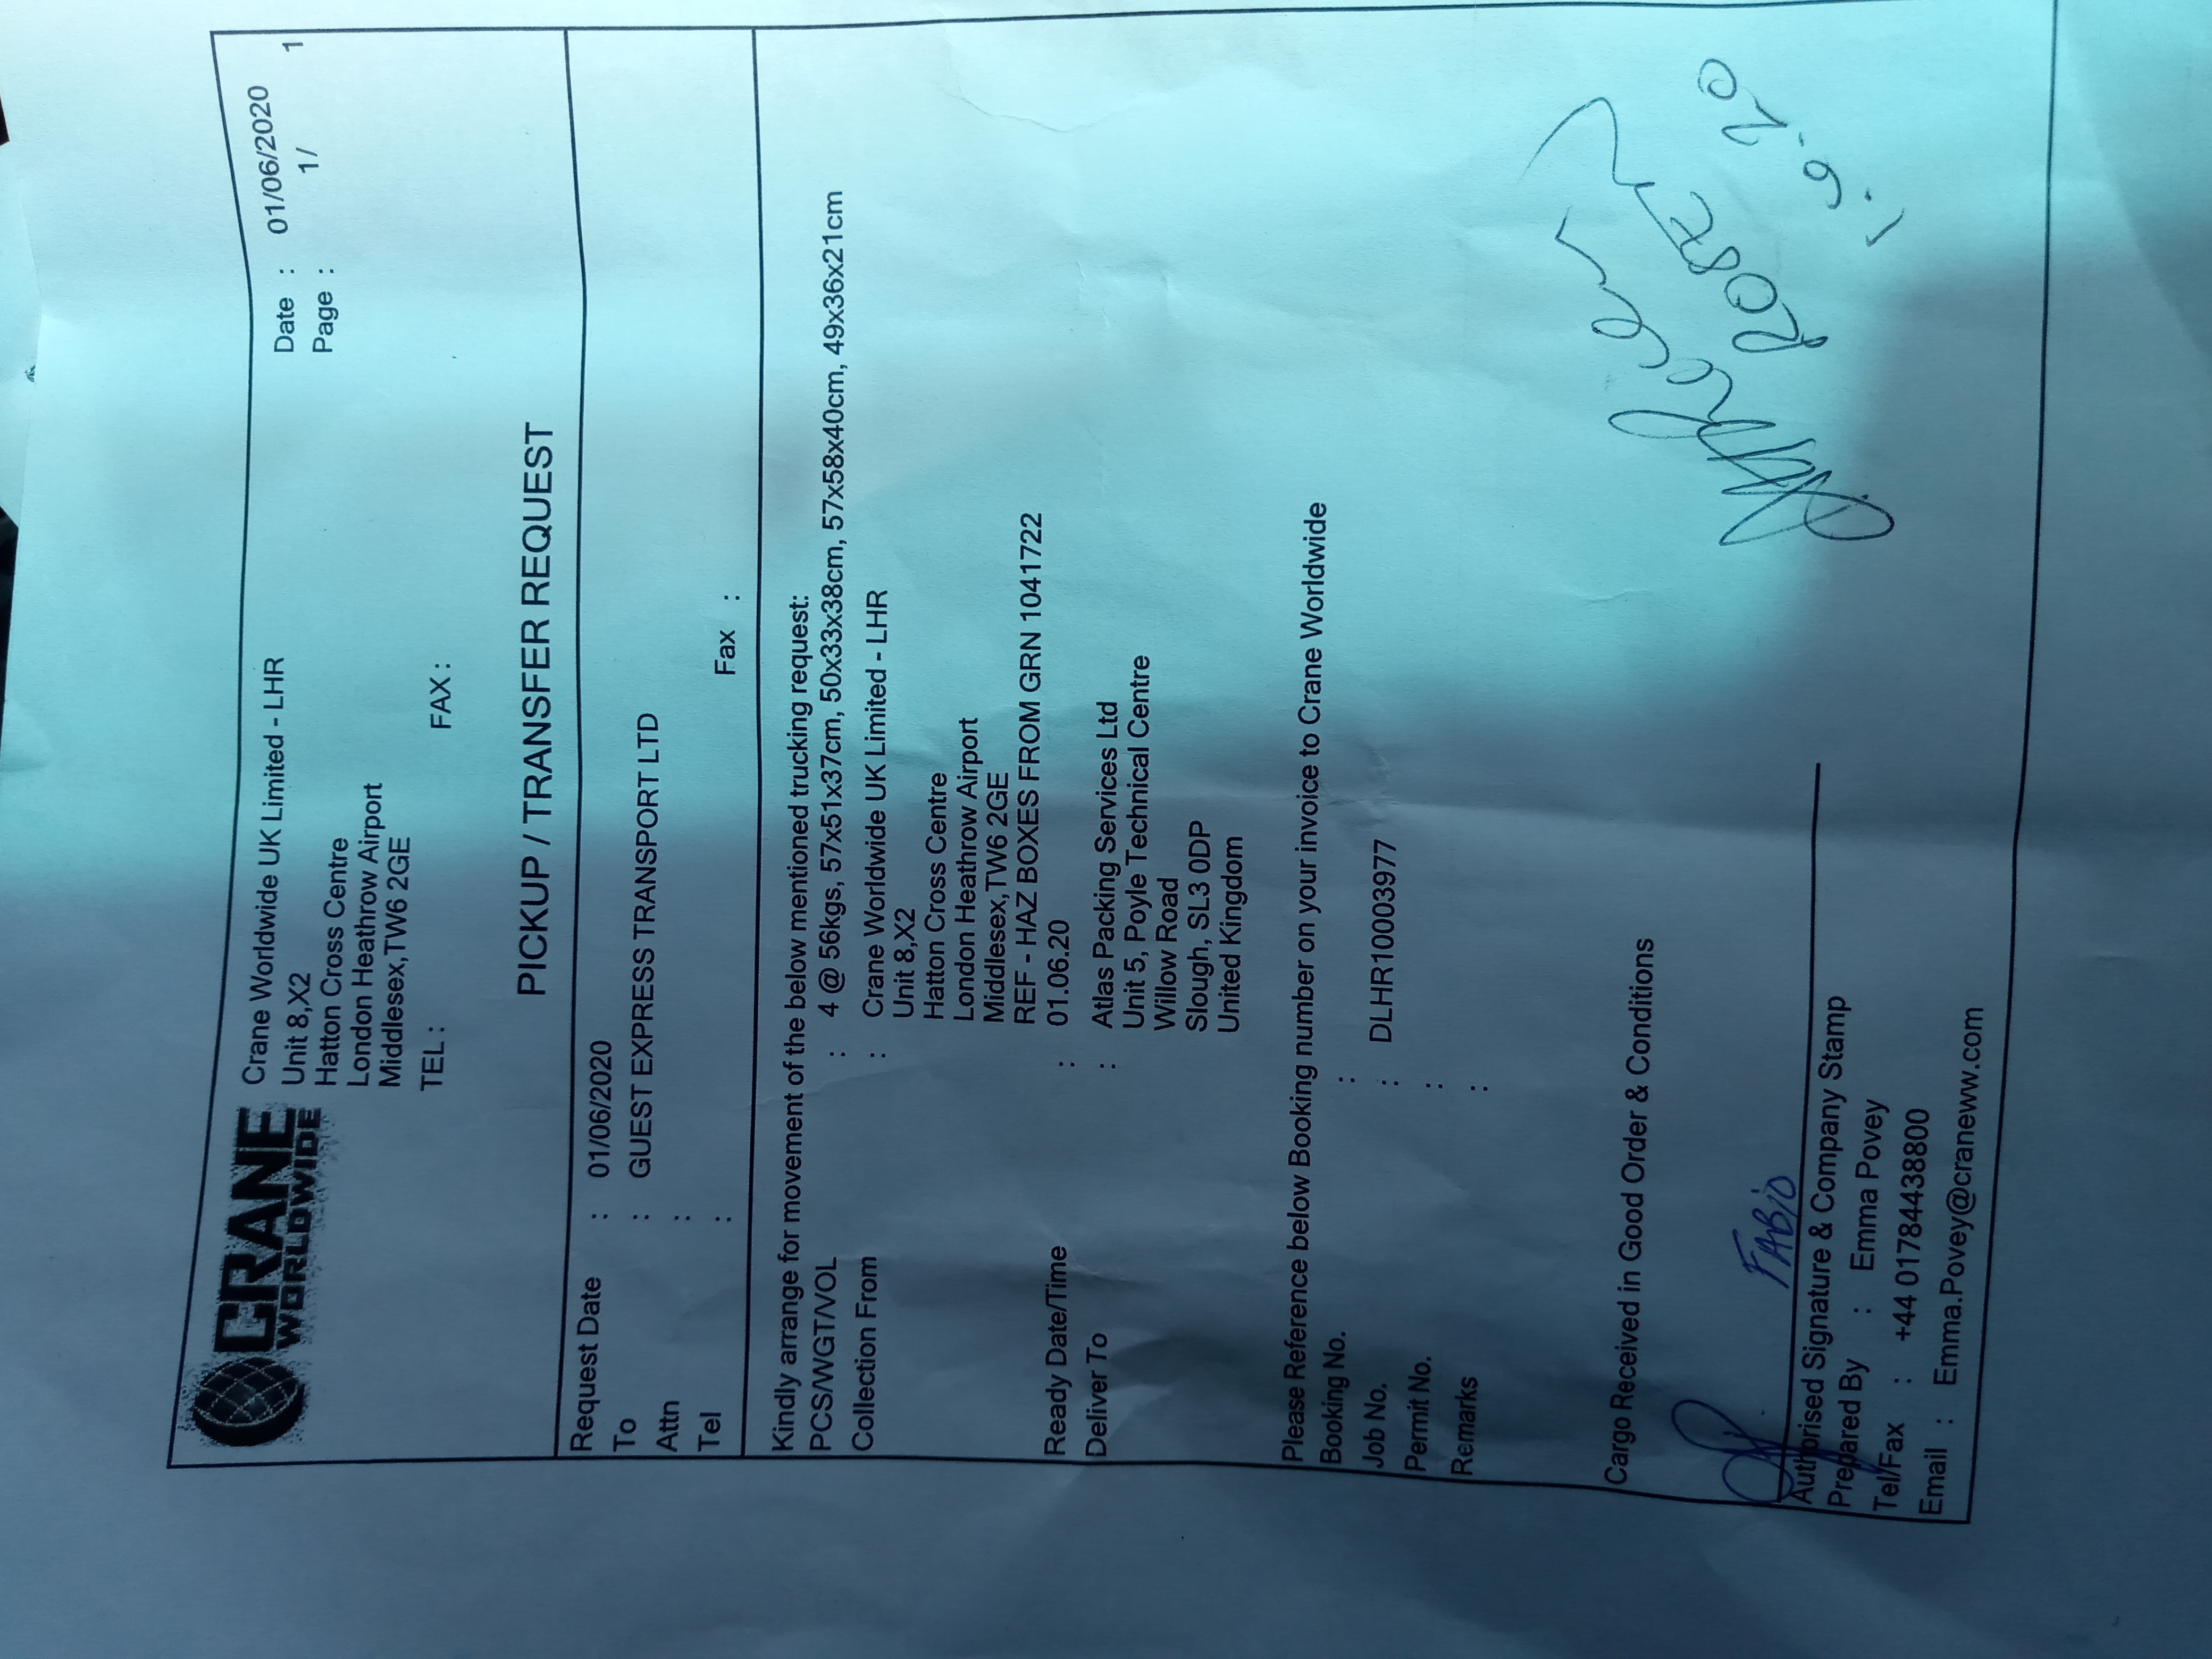 CRANE
WORLDWIDE
Crane Worldwide UK Limited - LHR
Unit 8,X2
Hatton Cross Centre
London Heathrow Airport
Middlesex,TW6 2GE
TEL : FAX :
Date : 01/06/2020
Page : 1/ 1
PICKUP / TRANSFER REQUEST
Request Date : 01/06/2020
To : GUEST EXPRESS TRANSPORT LTD
Attn :
Tel : Fax :
Kindly arrange for movement of the below mentioned trucking request:
PCS/WGT/VOL : 4 @ 56kgs, 57x51x37cm, 50x33x38cm, 57x58x40cm, 49x36x21cm
Collection From : Crane Worldwide UK Limited - LHR
Unit 8,X2
Hatton Cross Centre
London Heathrow Airport
Middlesex,TW6 2GE
REF - HAZ BOXES FROM GRN 1041722
Ready Date/Time : 01.06.20
Deliver To : Atlas Packing Services Ltd
Unit 5, Poyle Technical Centre
Willow Road
Slough, SL3 0DP
United Kingdom
Please Reference below Booking number on your invoice to Crane Worldwide
Booking No. :
Job No. : DLHR10003977
Permit No. :
Remarks :
Cargo Received in Good Order & Conditions
FABIO
1.6.20
Authorised Signature & Company Stamp
Prepared By : Emma Povey
Tel/Fax : +44 01784438800
Email : Emma.Povey@craneww.com